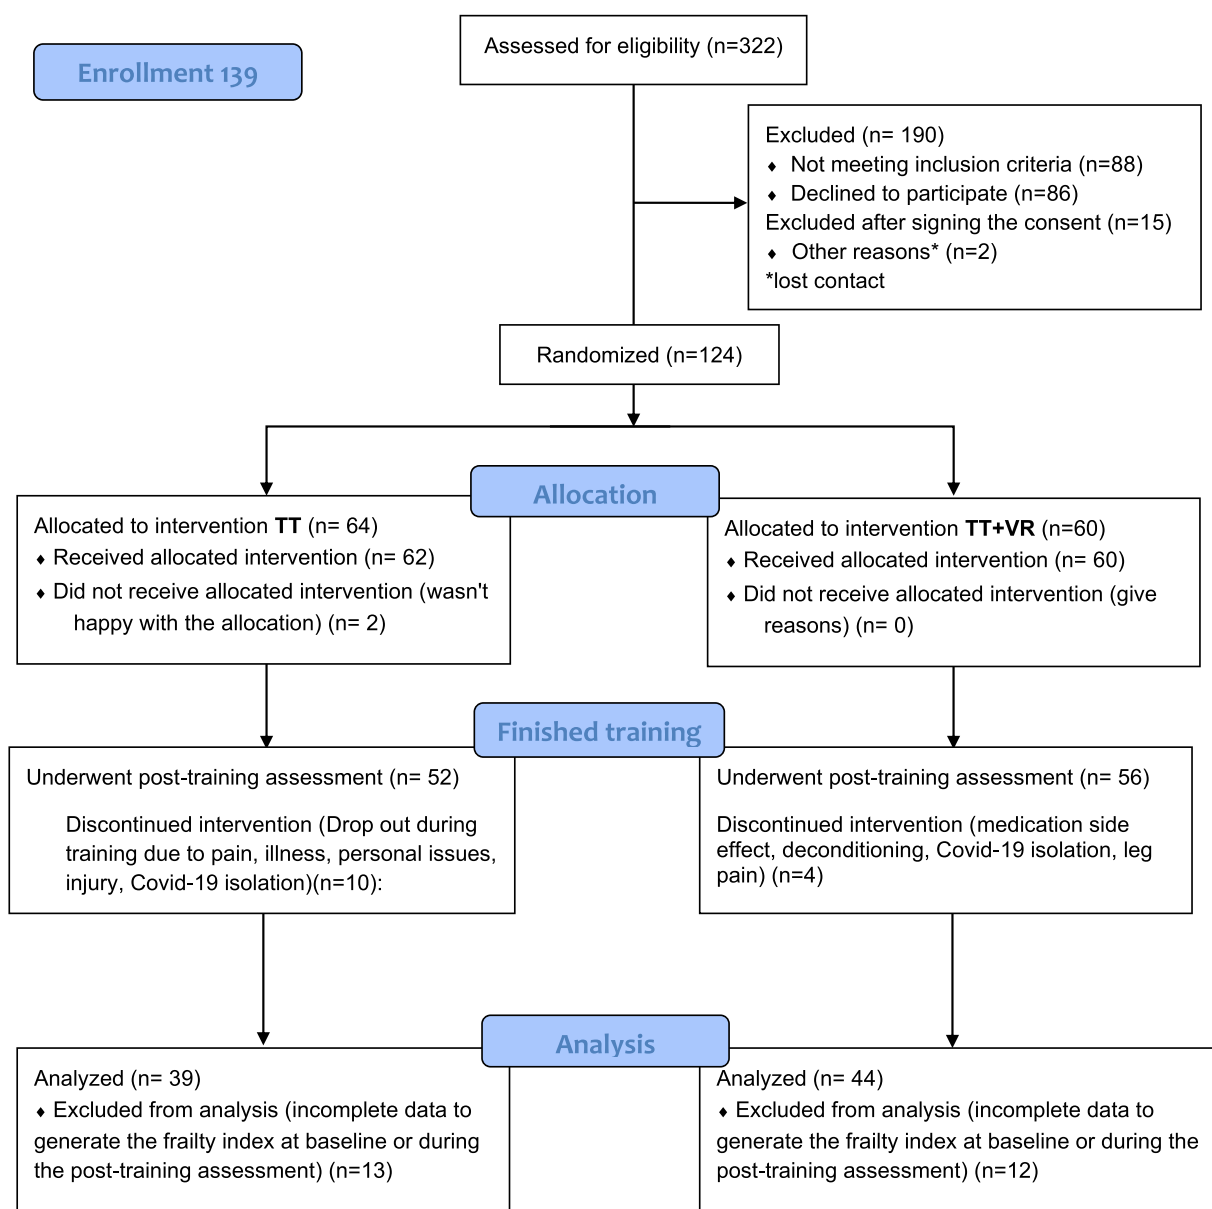 Enrollment 139
Assessed for eligibility (n=322)
Excluded (n= 190)
♦ Not meeting inclusion criteria (n=88)
♦ Declined to participate (n=86)
Excluded after signing the consent (n=15)
♦ Other reasons* (n=2)
*lost contact
Randomized (n=124)
Allocation
Allocated to intervention TT (n= 64)
♦ Received allocated intervention (n= 62)
♦ Did not receive allocated intervention (wasn't
happy with the allocation) (n= 2)
Allocated to intervention TT+VR (n=60)
♦ Received allocated intervention (n= 60)
♦ Did not receive allocated intervention (give
reasons) (n= 0)
Finished training
Underwent post-training assessment (n= 52)
Discontinued intervention (Drop out during
training due to pain, illness, personal issues,
injury, Covid-19 isolation)(n=10):
Underwent post-training assessment (n= 56)
Discontinued intervention (medication side
effect, deconditioning, Covid-19 isolation, leg
pain) (n=4)
Analysis
Analyzed (n= 39)
♦ Excluded from analysis (incomplete data to
generate the frailty index at baseline or during
the post-training assessment) (n=13)
Analyzed (n= 44)
♦ Excluded from analysis (incomplete data to
generate the frailty index at baseline or during the
post-training assessment) (n=12)